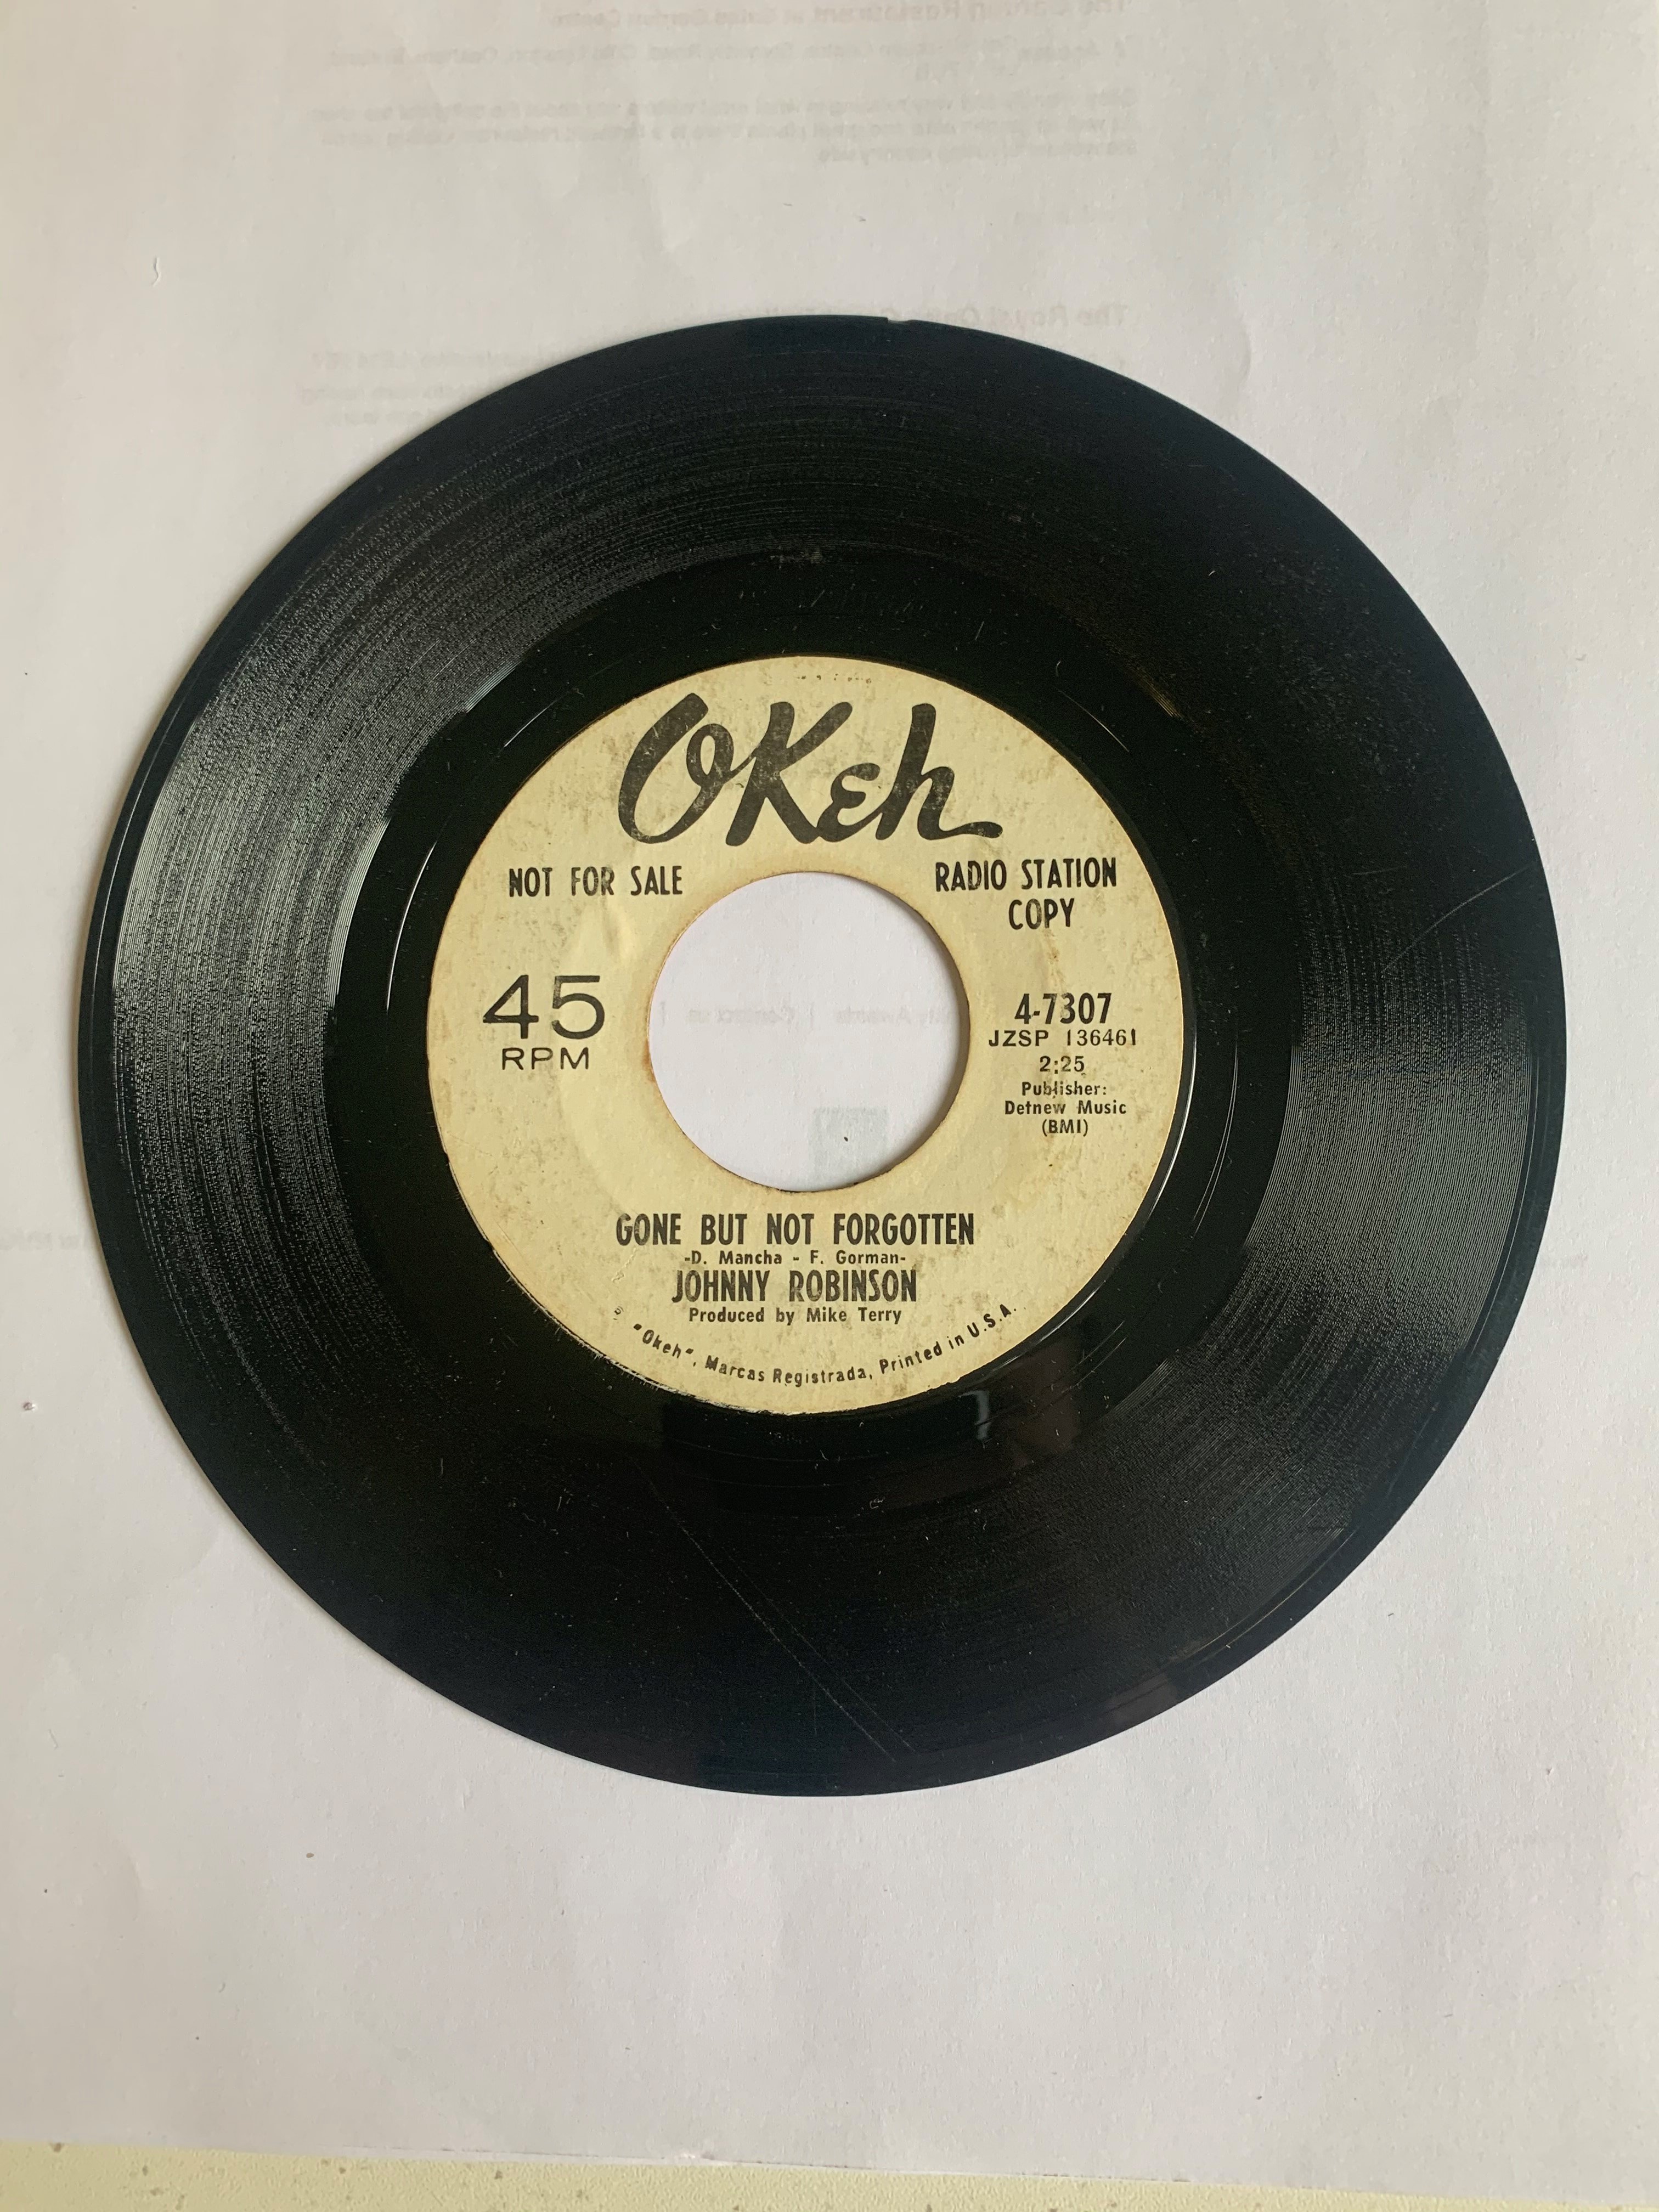 OKeh
NOT FOR SALE
RADIO STATION
COPY
45
RPM
4-7307
JZSP 136461
2:25
Publisher:
Detnew Music
(BMI)
GONE BUT NOT FORGOTTEN
-D. Mancha - F. Gorman-
JOHNNY ROBINSON
Produced by Mike Terry
"Okeh", Marcas Registrada, Printed in U.S.A.